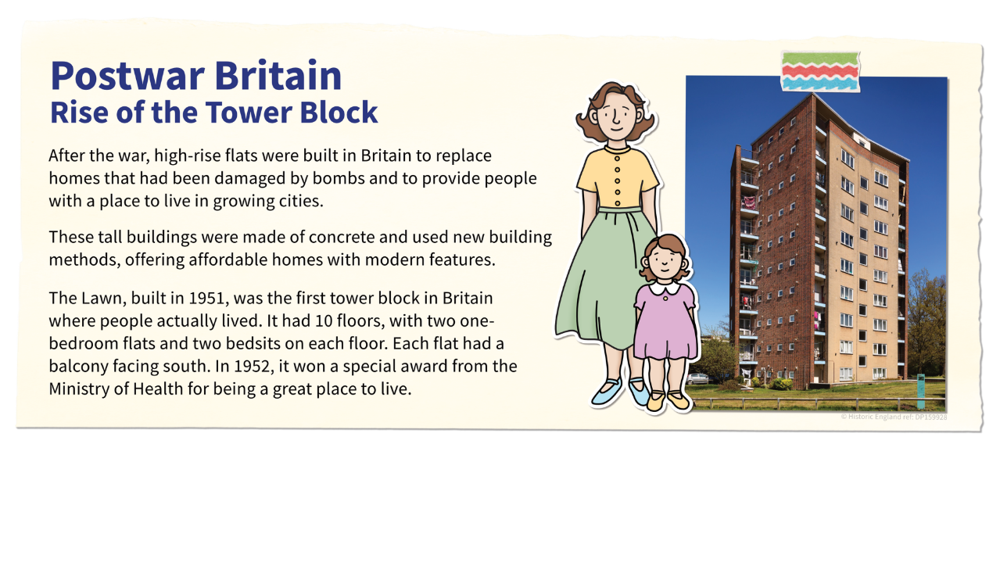 Postwar Britain
Rise of the Tower Block
After the war, high-rise flats were built in Britain to replace
homes that had been damaged by bombs and to provide people
with a place to live in growing cities.
These tall buildings were made of concrete and used new building
methods, offering affordable homes with modern features.
The Lawn, built in 1951, was the first tower block in Britain
where people actually lived. It had 10 floors, with two one-
bedroom flats and two bedsits on each floor. Each flat had a
balcony facing south. In 1952, it won a special award from the
Ministry of Health for being a great place to live.
© Historic England ref: DP159928